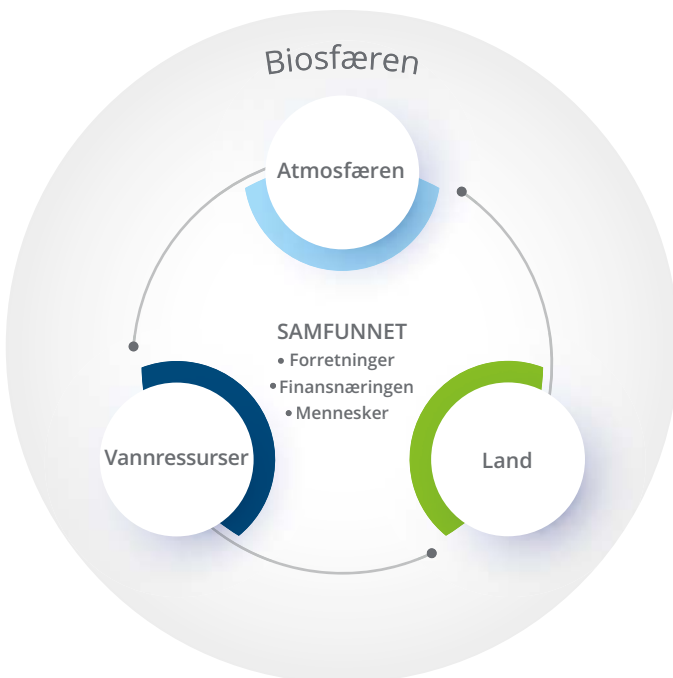 Biosfæren
Atmosfæren
SAMFUNNET
• Forretninger
• Finansnæringen
• Mennesker
Vannressurser
Land